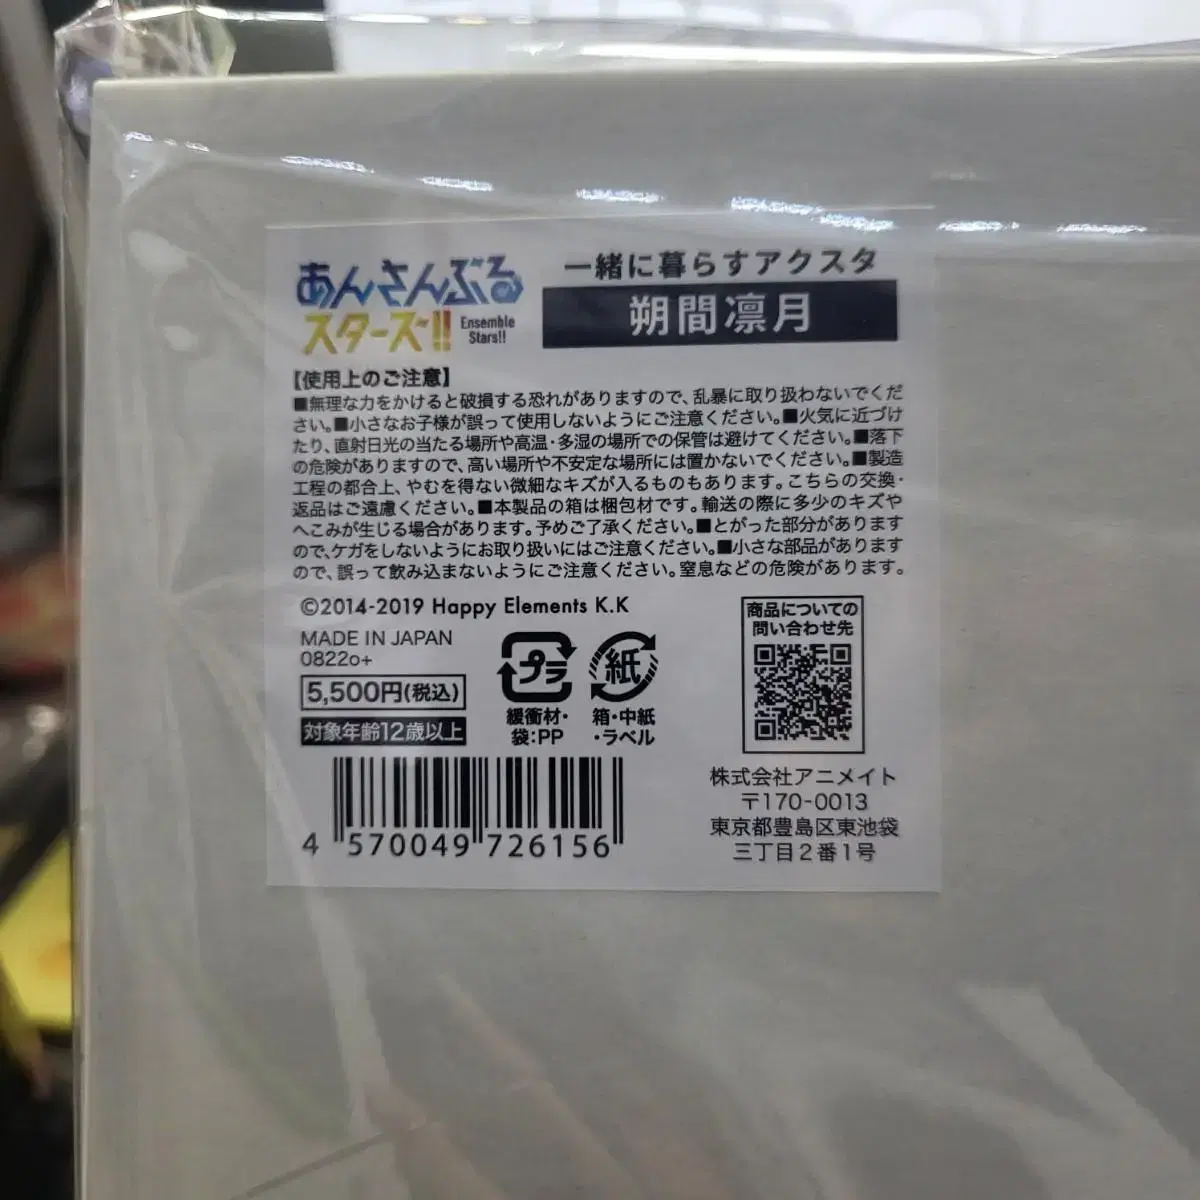 あんさんぶる
スターズ!!
Ensemble
Stars!!
一緒に暮らすアクスタ
朔間凛月
【使用上のご注意】
■無理な力をかけると破損する恐れがありますので、乱暴に取り扱わないでくだ
さい。■小さなお子様が誤って使用しないようにご注意ください。■火気に近づけ
たり、直射日光の当たる場所や高温・多湿の場所での保管は避けてください。■落下
の危険がありますので、高い場所や不安定な場所には置かないでください。■製造
工程の都合上、やむを得ない微細なキズが入るものもあります。こちらの交換・
返品はご遠慮ください。■本製品の箱は梱包材です。輸送の際に多少のキズや
へこみが生じる場合があります。予めご了承ください。■とがった部分があります
ので、ケガをしないようにお取り扱いにはご注意ください。■小さな部品があります
ので、誤って飲み込まないようにご注意ください。窒息などの危険があります。
©2014-2019 Happy Elements K.K
MADE IN JAPAN
0822o+
5,500円(税込)
対象年齢12歳以上
プラ
緩衝材・
袋:PP
紙
箱・中紙
・ラベル
商品についての
問い合わせ先
株式会社アニメイト
〒170-0013
東京都豊島区東池袋
三丁目2番1号
4 570049 726156